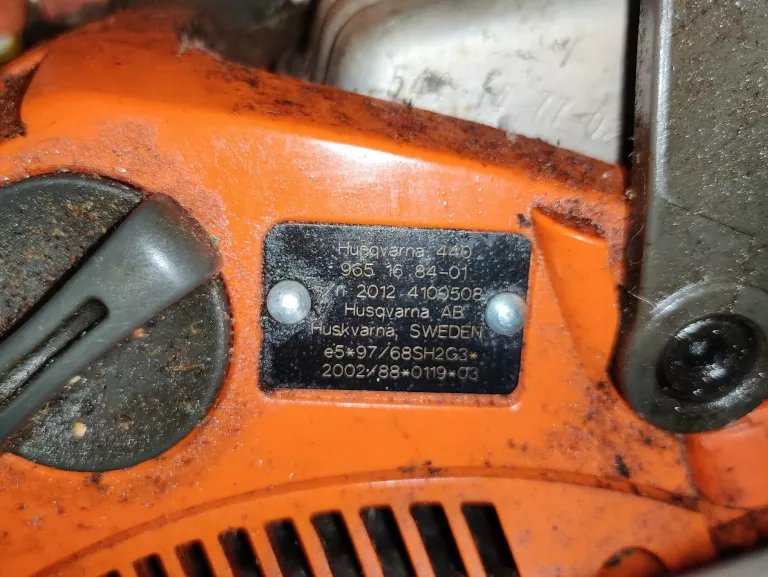 Husqvarna 440
965 16 84-01
s/n 2012 4100508
Husqvarna AB
Huskvarna, SWEDEN
e5*97/68SH2G3*
2002/88*0119*03